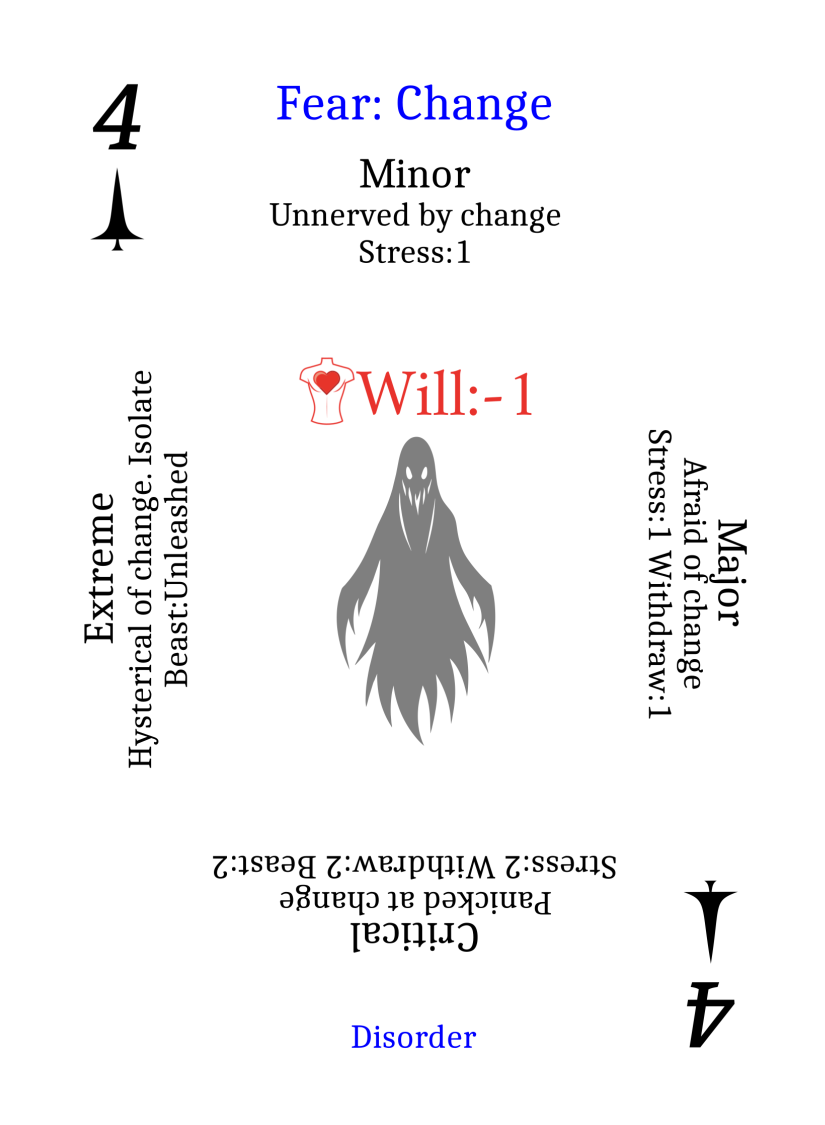 4
Fear: Change
Minor
Unnerved by change
Stress:1
Will:-1
Major
Afraid of change
Stress:1 Withdraw:1
Critical
Panicked at change
Stress:2 Withdraw:2 Beast:2
Extreme
Hysterical of change. Isolate
Beast:Unleashed
Disorder
4